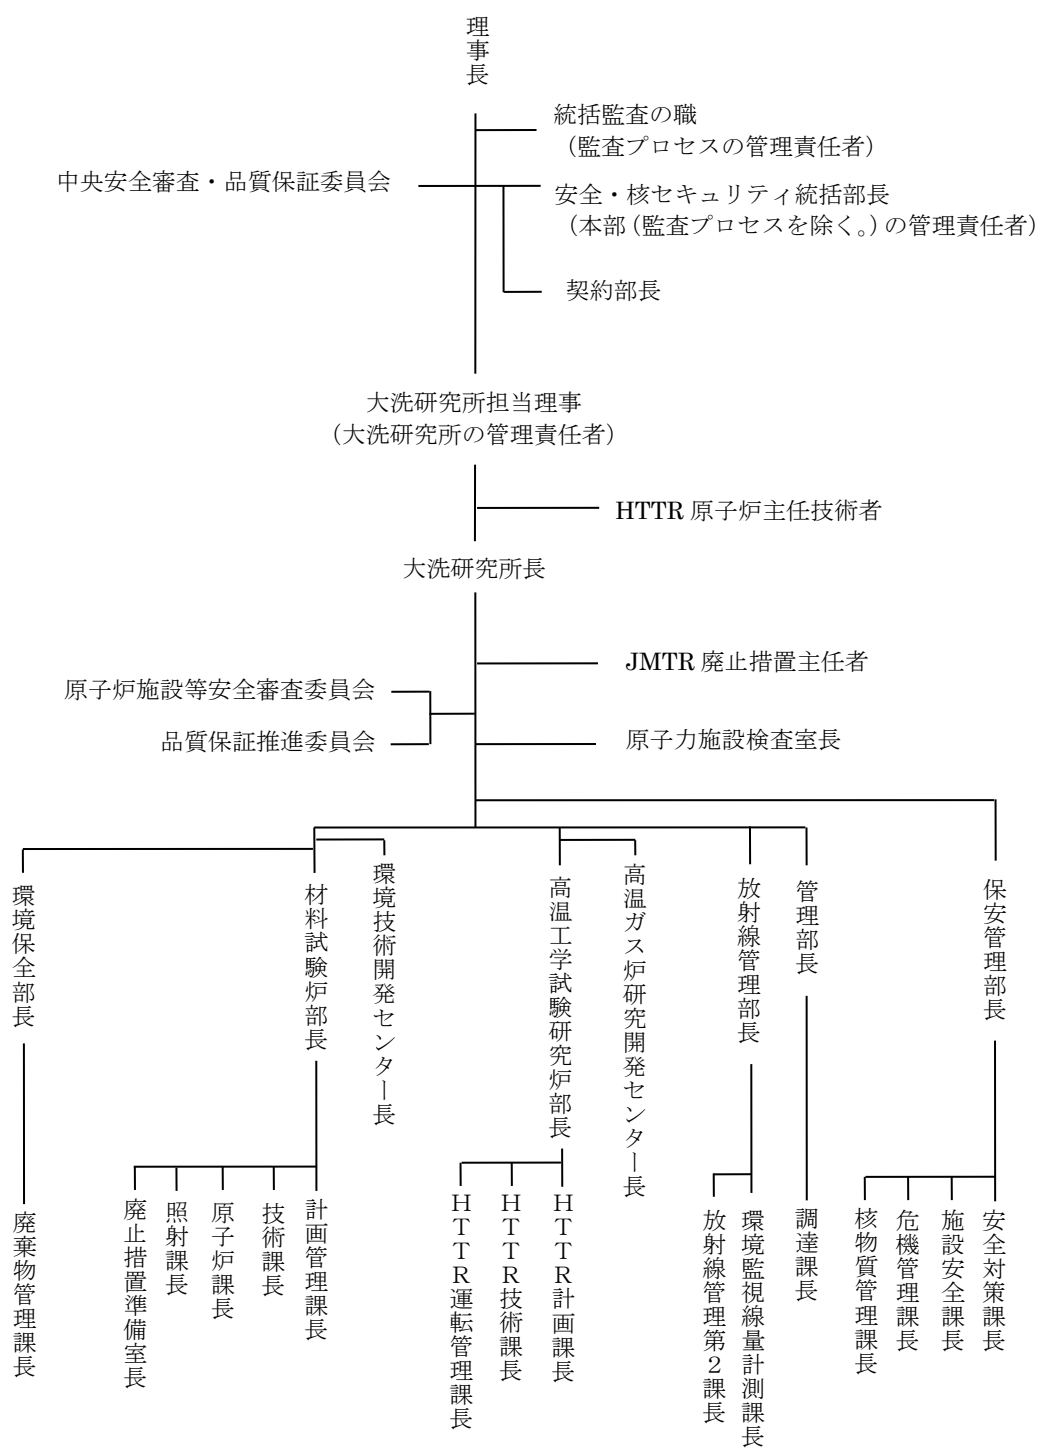 理事長
統括監査の職
（監査プロセスの管理責任者）
中央安全審査・品質保証委員会
安全・核セキュリティ統括部長
（本部（監査プロセスを除く。）の管理責任者）
契約部長
大洗研究所担当理事
（大洗研究所の管理責任者）
HTTR 原子炉主任技術者
大洗研究所長
JMTR 廃止措置主任者
原子炉施設等安全審査委員会
品質保証推進委員会
原子力施設検査室長
環境保全部長
材料試験炉部長
環境技術開発センター長
高温工学試験研究炉部長
高温ガス炉研究開発センター長
放射線管理部長
管理部長
保安管理部長
廃棄物管理課長
廃止措置準備室長
照射課長
原子炉課長
技術課長
計画管理課長
ＨＴＴＲ運転管理課長
ＨＴＴＲ技術課長
ＨＴＴＲ計画課長
放射線管理第２課長
環境監視線量計測課長
調達課長
核物質管理課長
危機管理課長
施設安全課長
安全対策課長